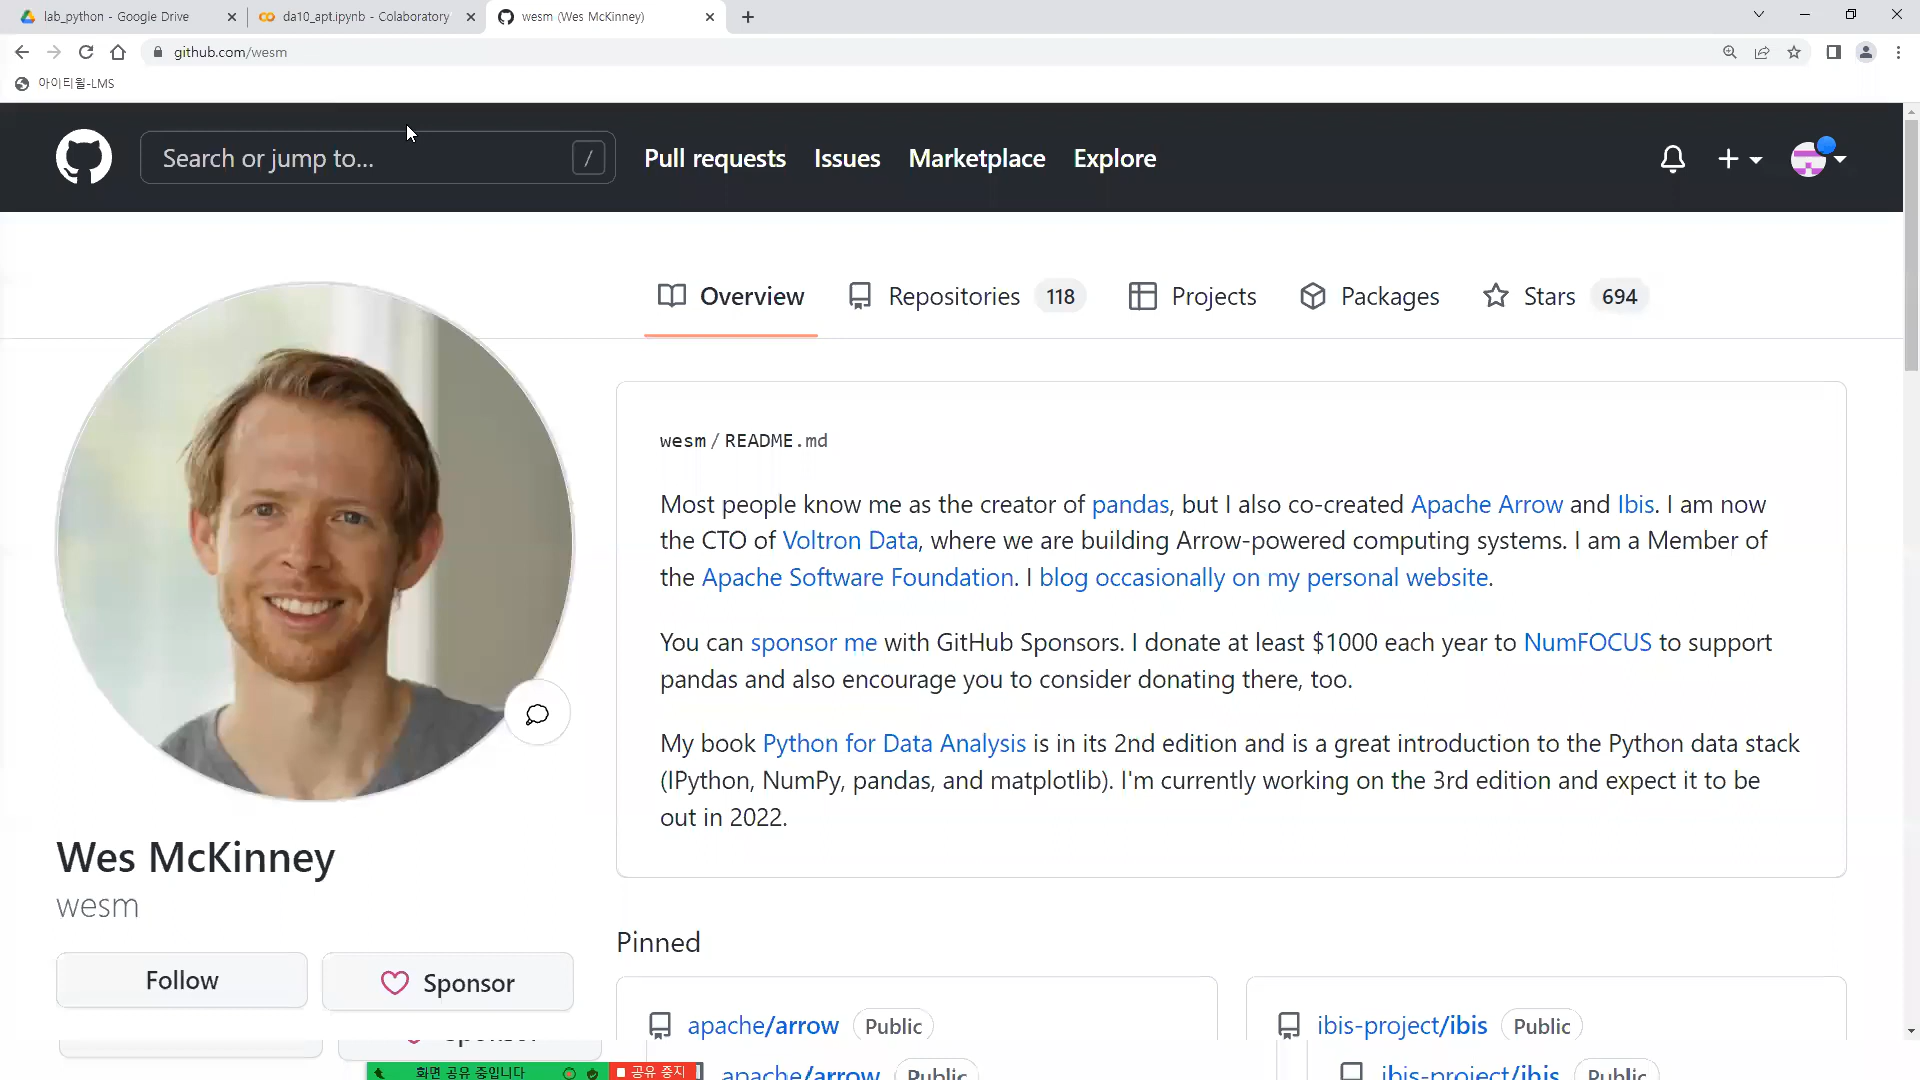 lab_python - Google Drive
da10_apt.ipynb - Colaboratory
wesm (Wes McKinney)
github.com/wesm
아이티윌-LMS
Search or jump to...
/
Pull requests
Issues
Marketplace
Explore
Overview
Repositories 118
Projects
Packages
Stars 694
wesm / README.md
Most people know me as the creator of pandas, but I also co-created Apache Arrow and Ibis. I am now
the CTO of Voltron Data, where we are building Arrow-powered computing systems. I am a Member of
the Apache Software Foundation. I blog occasionally on my personal website.
You can sponsor me with GitHub Sponsors. I donate at least $1000 each year to NumFOCUS to support
pandas and also encourage you to consider donating there, too.
My book Python for Data Analysis is in its 2nd edition and is a great introduction to the Python data stack
(IPython, NumPy, pandas, and matplotlib). I'm currently working on the 3rd edition and expect it to be
out in 2022.
Wes McKinney
wesm
Follow
Sponsor
Pinned
apache/arrow Public
ibis-project/ibis Public
Sponsor
화면 공유 중입니다
공유 중지
apache/arrow Public
ibis-project/ibis Public